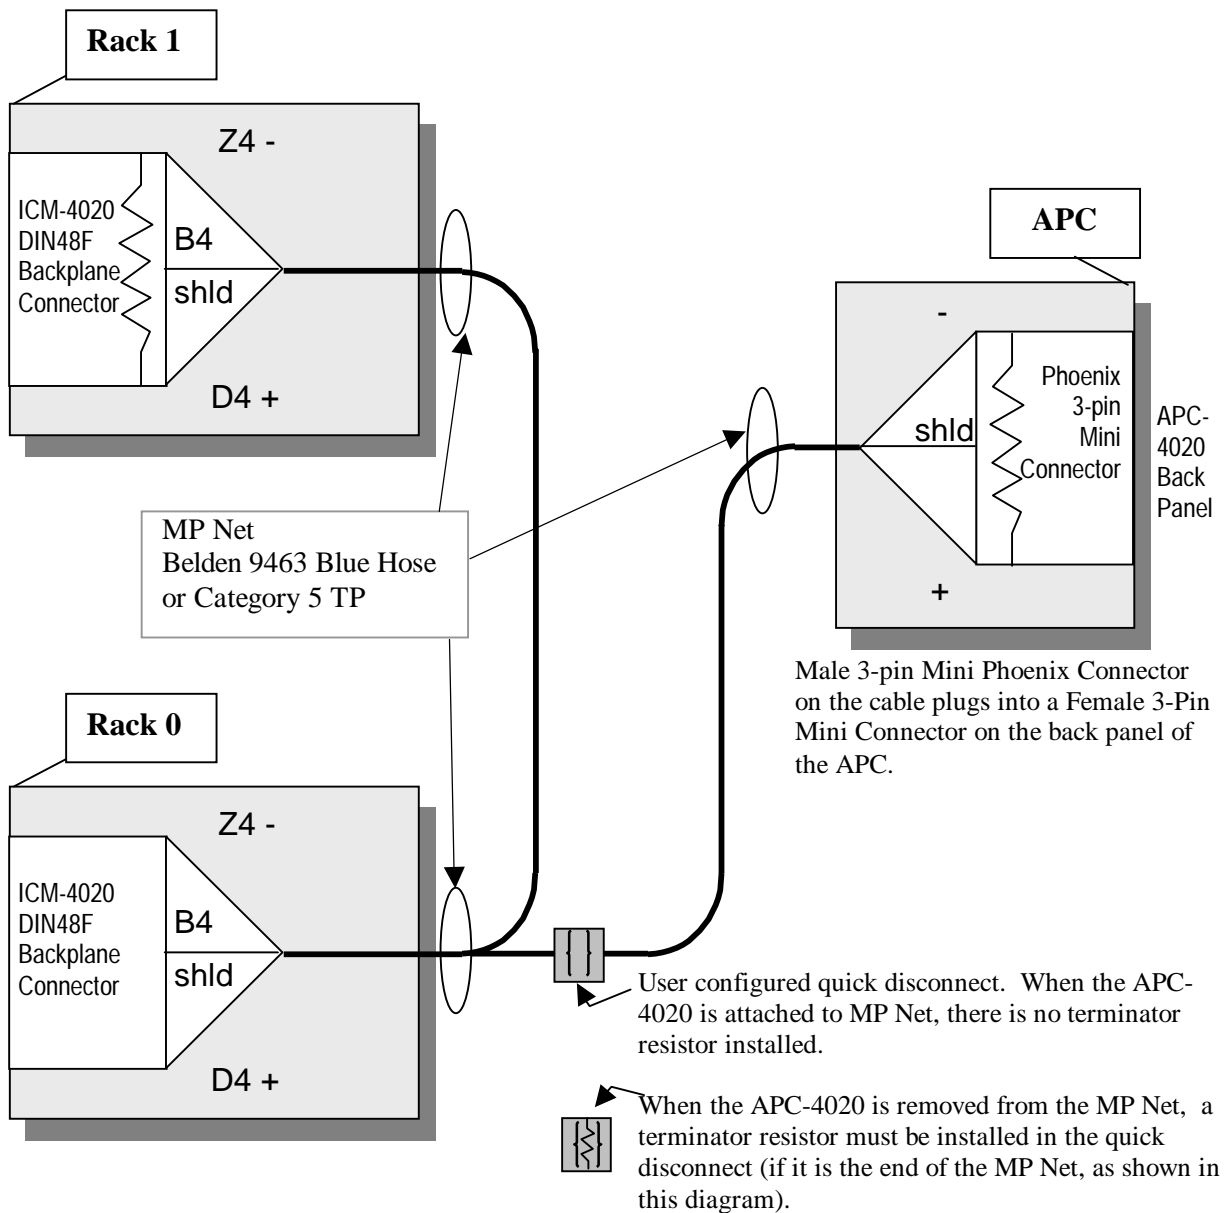 Rack 1
Z4 -
ICM-4020
DIN48F
Backplane
Connector
B4
shld
D4 +
APC
-
Phoenix
3-pin
Mini
Connector
shld
+
APC-
4020
Back
Panel
MP Net
Belden 9463 Blue Hose
or Category 5 TP
Male 3-pin Mini Phoenix Connector
on the cable plugs into a Female 3-Pin
Mini Connector on the back panel of
the APC.
Rack 0
Z4 -
ICM-4020
DIN48F
Backplane
Connector
B4
shld
D4 +
User configured quick disconnect.  When the APC-
4020 is attached to MP Net, there is no terminator
resistor installed.
When the APC-4020 is removed from the MP Net,  a
terminator resistor must be installed in the quick
disconnect (if it is the end of the MP Net, as shown in
this diagram).